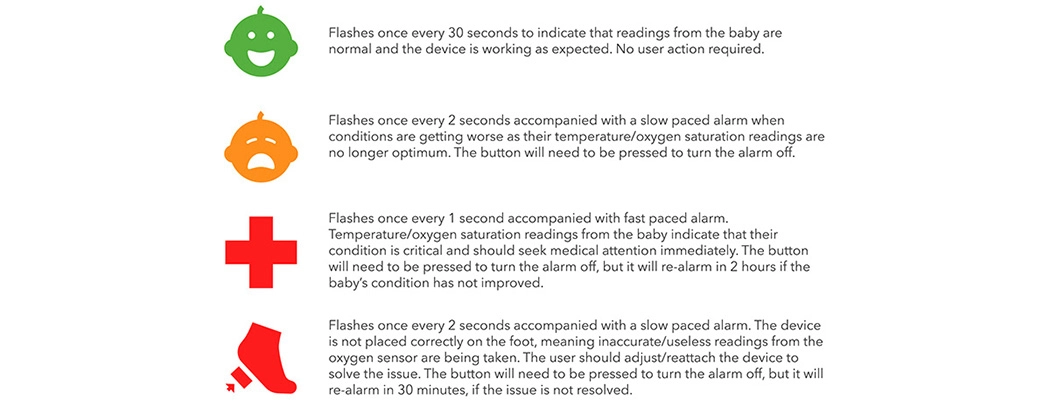 Flashes once every 30 seconds to indicate that readings from the baby are
normal and the device is working as expected. No user action required.
Flashes once every 2 seconds accompanied with a slow paced alarm when
conditions are getting worse as their temperature/oxygen saturation readings are
no longer optimum. The button will need to be pressed to turn the alarm off.
Flashes once every 1 second accompanied with fast paced alarm.
Temperature/oxygen saturation readings from the baby indicate that their
condition is critical and should seek medical attention immediately. The button
will need to be pressed to turn the alarm off, but it will re-alarm in 2 hours if the
baby's condition has not improved.
Flashes once every 2 seconds accompanied with a slow paced alarm. The device
is not placed correctly on the foot, meaning inaccurate/useless readings from the
oxygen sensor are being taken. The user should adjust/reattach the device to
solve the issue. The button will need to be pressed to turn the alarm off, but it will
re-alarm in 30 minutes, if the issue is not resolved.